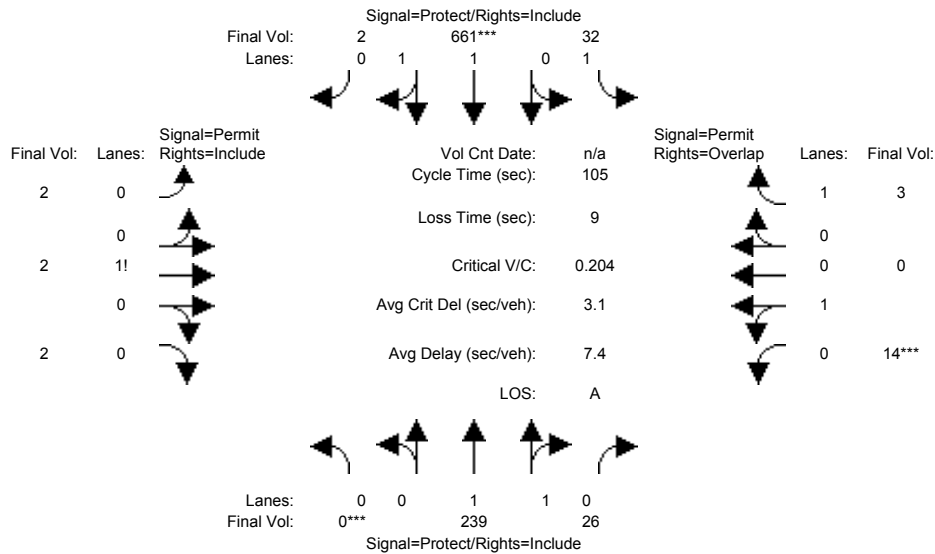 Signal=Protect/Rights=Include
Final Vol: 2 661*** 32
Lanes: 0 1 1 0 1
Signal=Permit Signal=Permit
Final Vol: Lanes: Rights=Include Vol Cnt Date: n/a Rights=Overlap Lanes: Final Vol:
Cycle Time (sec): 105
2 0 1 3
Loss Time (sec): 9
0 0
2 1! Critical V/C: 0.204 0 0
0 Avg Crit Del (sec/veh): 3.1 1
2 0 Avg Delay (sec/veh): 7.4 0 14***
LOS: A
Lanes: 0 0 1 1 0
Final Vol: 0*** 239 26
Signal=Protect/Rights=Include